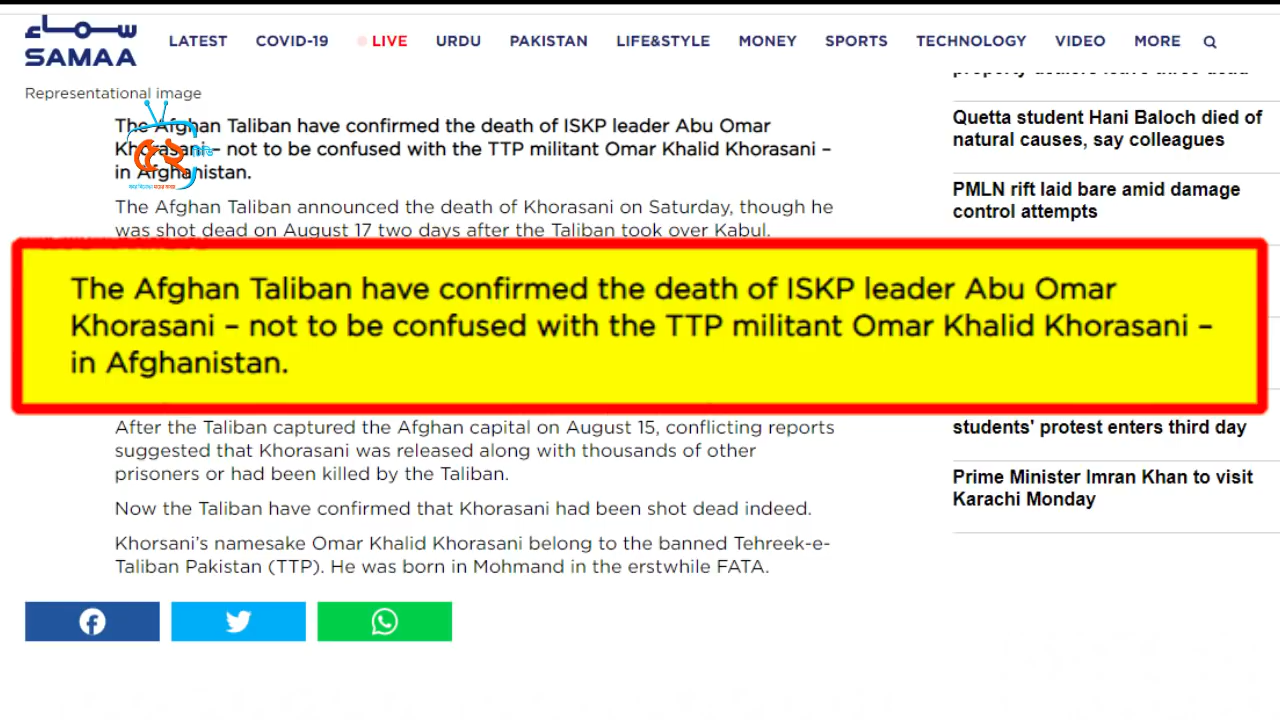 سماء
SAMAA
LATEST
COVID-19
LIVE
URDU
PAKISTAN
LIFE&STYLE
MONEY
SPORTS
TECHNOLOGY
VIDEO
MORE
Representational image
The Afghan Taliban have confirmed the death of ISKP leader Abu Omar
Khorasani – not to be confused with the TTP militant Omar Khalid Khorasani –
in Afghanistan.
The Afghan Taliban announced the death of Khorasani on Saturday, though he
was shot dead on August 17 two days after the Taliban took over Kabul.
৫২
The Afghan Taliban have confirmed the death of ISKP leader Abu Omar
Khorasani – not to be confused with the TTP militant Omar Khalid Khorasani –
in Afghanistan.
After the Taliban captured the Afghan capital on August 15, conflicting reports
suggested that Khorasani was released along with thousands of other
prisoners or had been killed by the Taliban.
Now the Taliban have confirmed that Khorasani had been shot dead indeed.
Khorsani's namesake Omar Khalid Khorasani belong to the banned Tehreek-e-
Taliban Pakistan (TTP). He was born in Mohmand in the erstwhile FATA.
property dealers leave three dead
Quetta student Hani Baloch died of
natural causes, say colleagues
PMLN rift laid bare amid damage
control attempts
students' protest enters third day
Prime Minister Imran Khan to visit
Karachi Monday